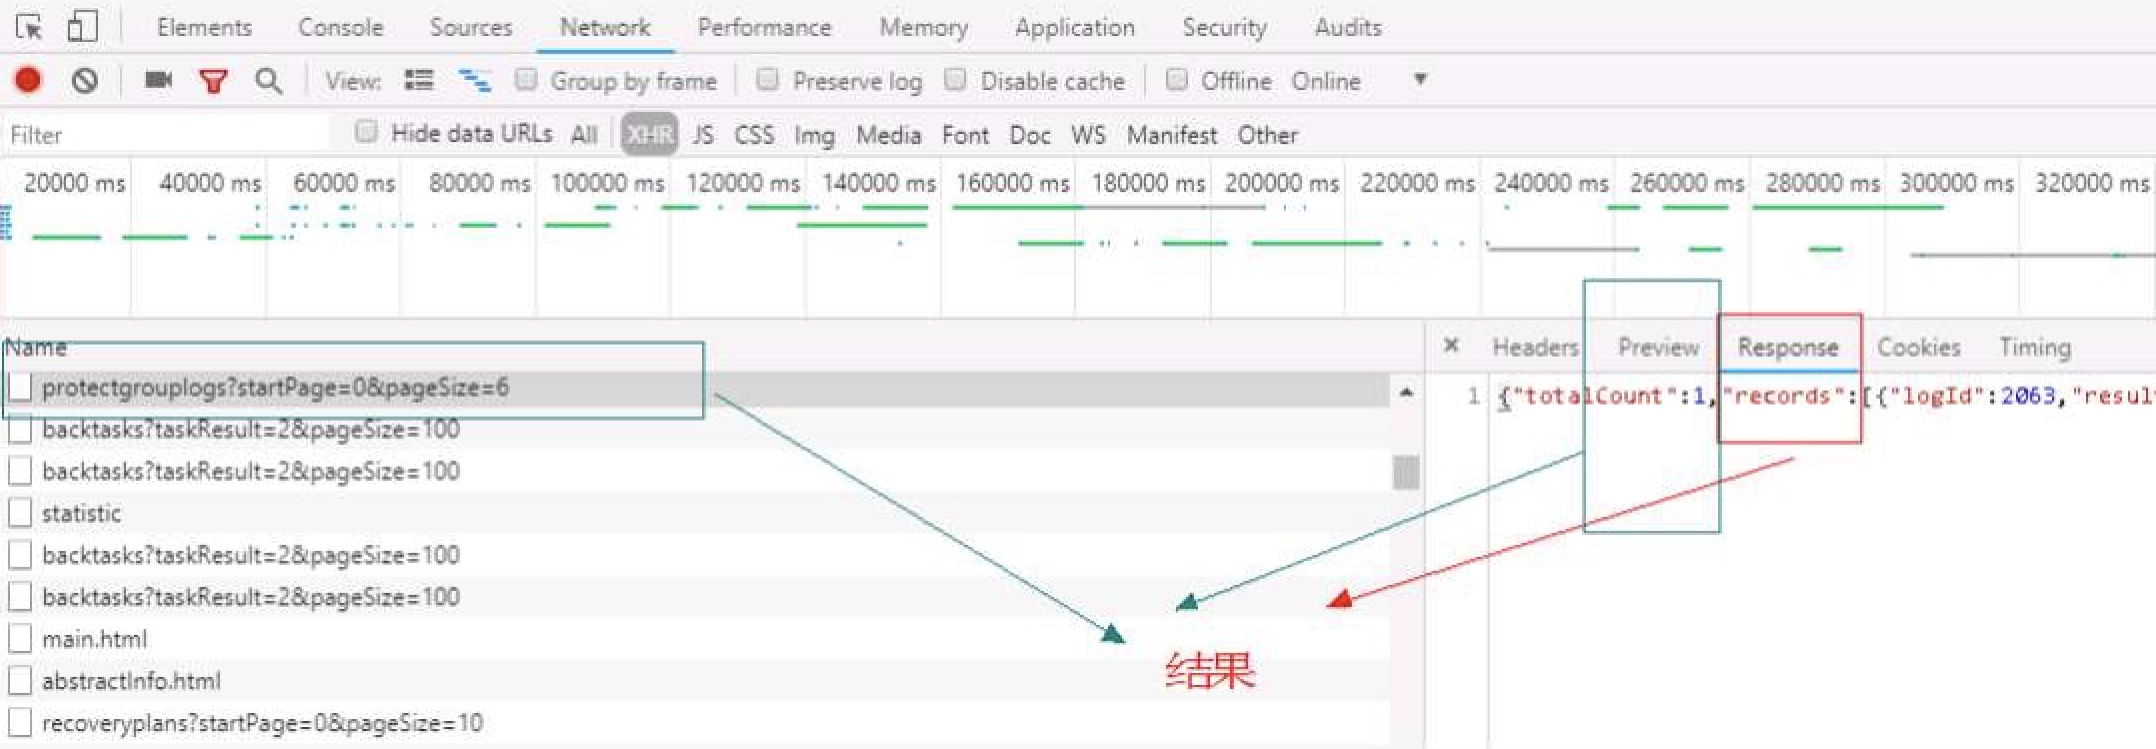 Elements Console Sources Network Performance Memory Application Security Audits
View: Group by frame Preserve log Disable cache Offline Online
Filter Hide data URLs All XHR JS CSS Img Media Font Doc WS Manifest Other
20000 ms 40000 ms 60000 ms 80000 ms 100000 ms 120000 ms 140000 ms 160000 ms 180000 ms 200000 ms 220000 ms 240000 ms 260000 ms 280000 ms 300000 ms 320000 ms
Name
× Headers Preview Response Cookies Timing
protectgrouplogs?startPage=0&pageSize=6
1 {"totalCount":1,"records":[{"logId":2063,"resul
backtasks?taskResult=2&pageSize=100
backtasks?taskResult=2&pageSize=100
statistic
backtasks?taskResult=2&pageSize=100
backtasks?taskResult=2&pageSize=100
main.html
结果
abstractInfo.html
recoveryplans?startPage=0&pageSize=10